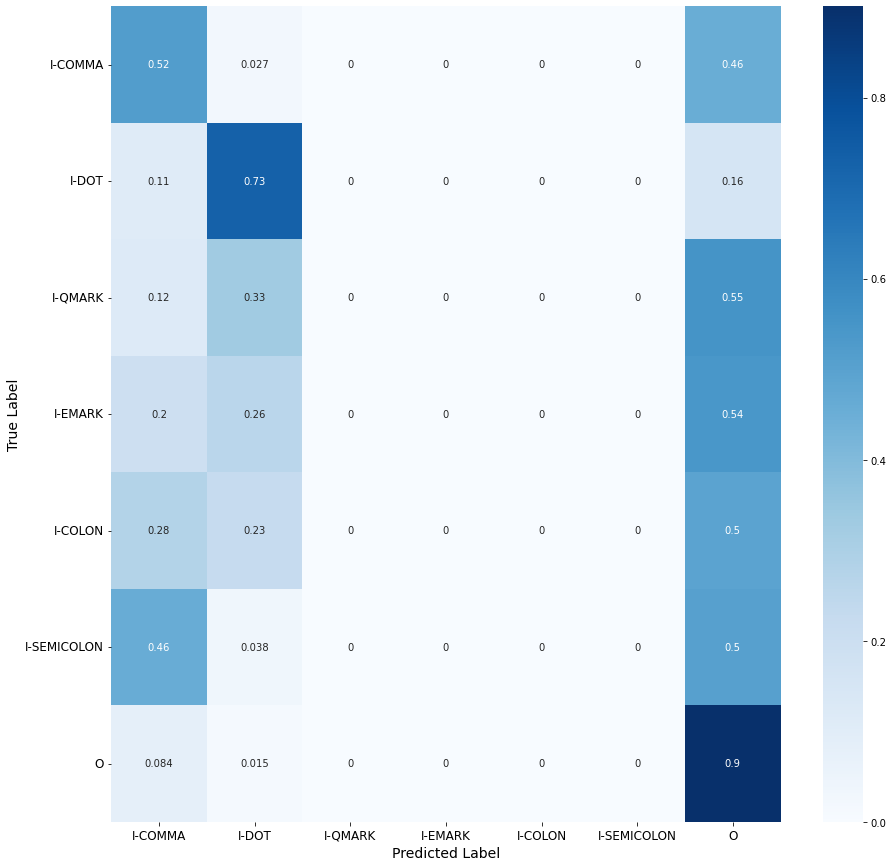 I-COMMA 0.52 0.027 0 0 0 0 0.46
I-DOT 0.11 0.73 0 0 0 0 0.16
I-QMARK 0.12 0.33 0 0 0 0 0.55
I-EMARK 0.2 0.26 0 0 0 0 0.54
I-COLON 0.28 0.23 0 0 0 0 0.5
I-SEMICOLON 0.46 0.038 0 0 0 0 0.5
O 0.084 0.015 0 0 0 0 0.9
I-COMMA I-DOT I-QMARK I-EMARK I-COLON I-SEMICOLON O
Predicted Label
True Label
0.8
0.6
0.4
0.2
0.0